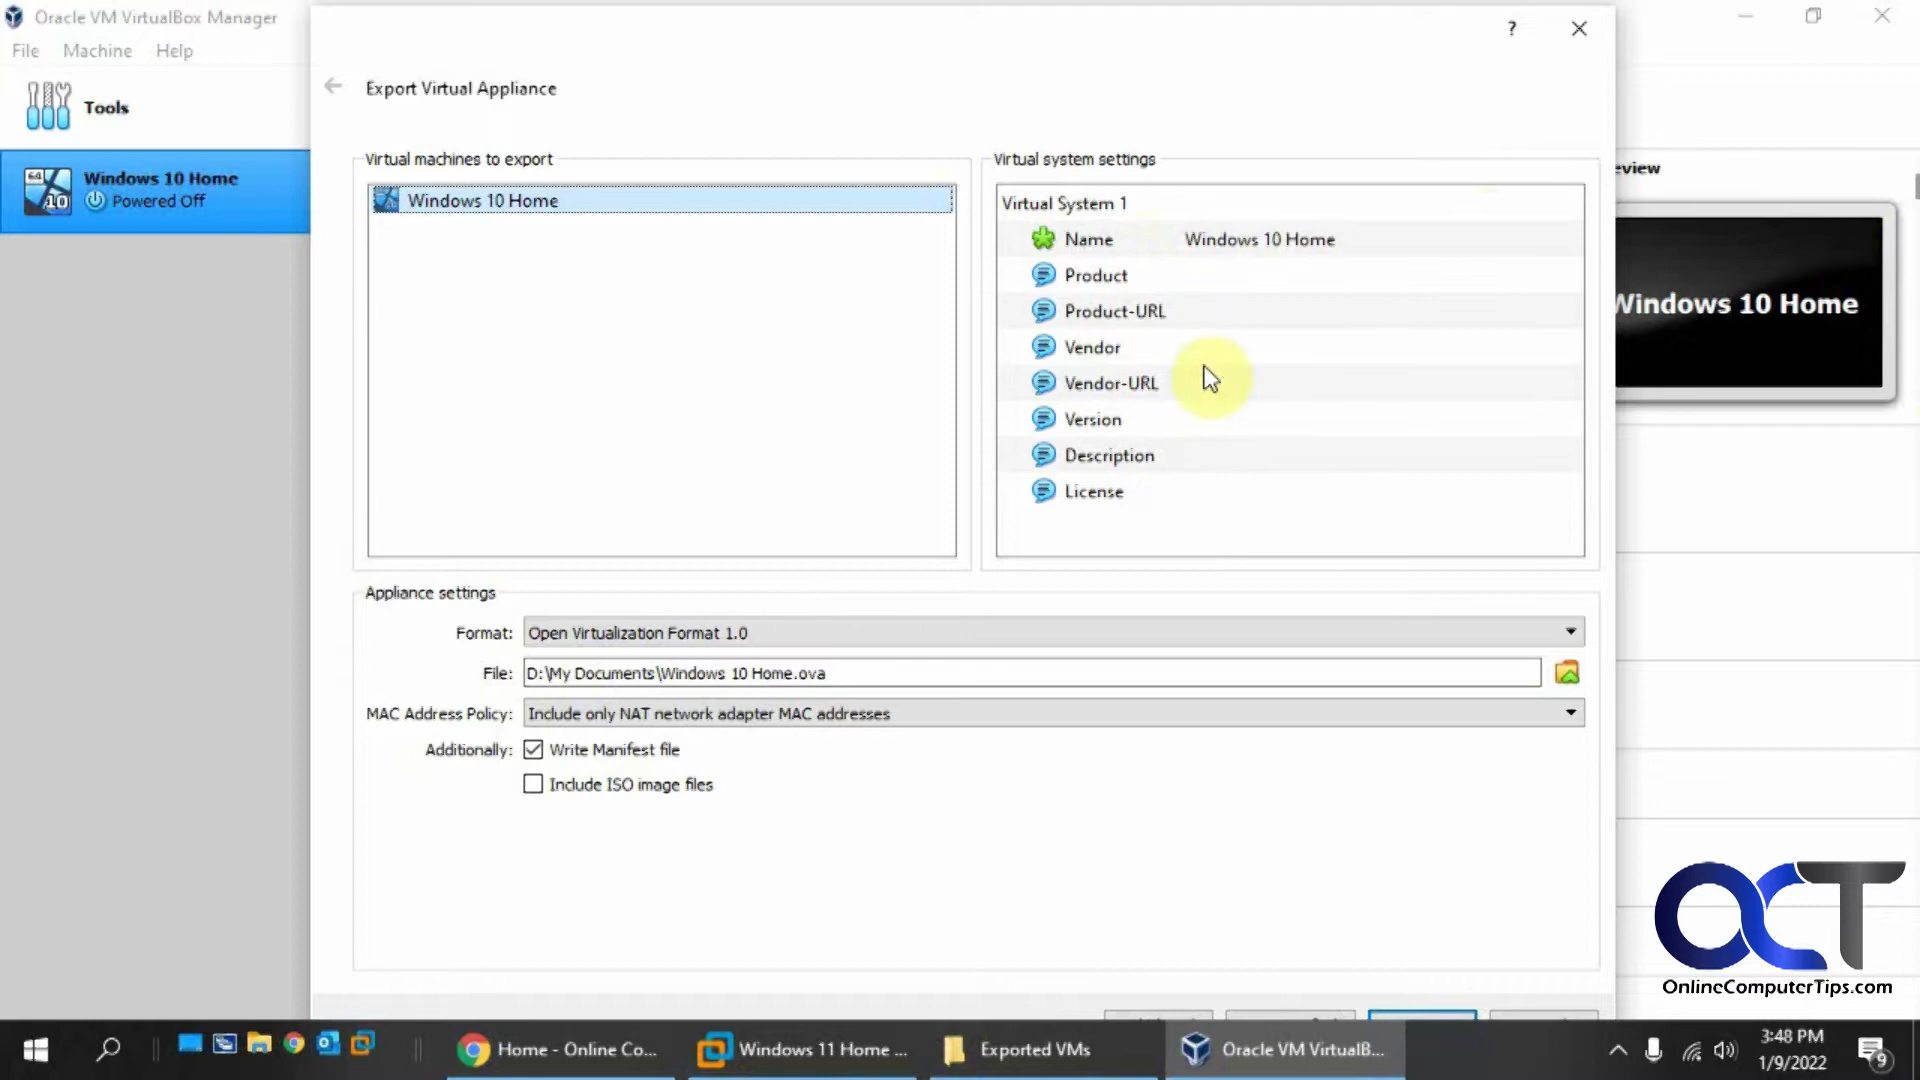 Oracle VM VirtualBox Manager
File Machine Help
Tools
Windows 10 Home
Powered Off
64
10
?
Export Virtual Appliance
Virtual machines to export
Windows 10 Home
Virtual system settings
Virtual System 1
Name Windows 10 Home
Product
Product-URL
Vendor
Vendor-URL
Version
Description
License
eview
Windows 10 Home
Appliance settings
Format: Open Virtualization Format 1.0
File: D:\My Documents\Windows 10 Home.ova
MAC Address Policy: Include only NAT network adapter MAC addresses
Additionally: Write Manifest file
Include ISO image files
OCT
OnlineComputerTips.com
Home - Online Co...
Windows 11 Home ...
Exported VMs
Oracle VM VirtualB...
3:48 PM
1/9/2022
9